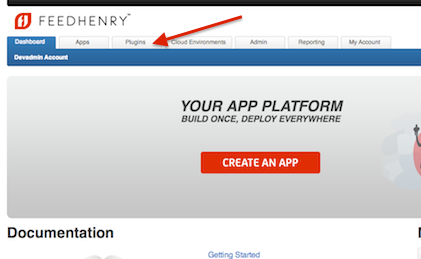 FEEDHENRY™
Dashboard Apps Plugins Cloud Environments Admin Reporting My Account
Devadmin Account
YOUR APP PLATFORM
BUILD ONCE, DEPLOY EVERYWHERE
CREATE AN APP
Documentation
Getting Started